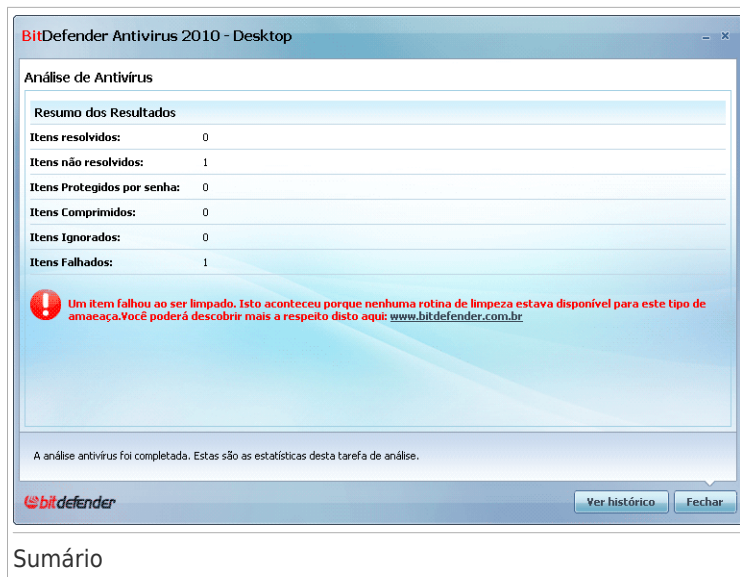 BitDefender Antivirus 2010 - Desktop
Análise de Antivírus
Resumo dos Resultados
Itens resolvidos: 0
Itens não resolvidos: 1
Itens Protegidos por senha: 0
Itens Comprimidos: 0
Itens Ignorados: 0
Itens Falhados: 1
Um item falhou ao ser limpado. Isto aconteceu porque nenhuma rotina de limpeza estava disponível para este tipo de
amaeaça.Você poderá descobrir mais a respeito disto aqui: www.bitdefender.com.br
A análise antivírus foi completada. Estas são as estatísticas desta tarefa de análise.
bitdefender
Ver histórico
Fechar
Sumário